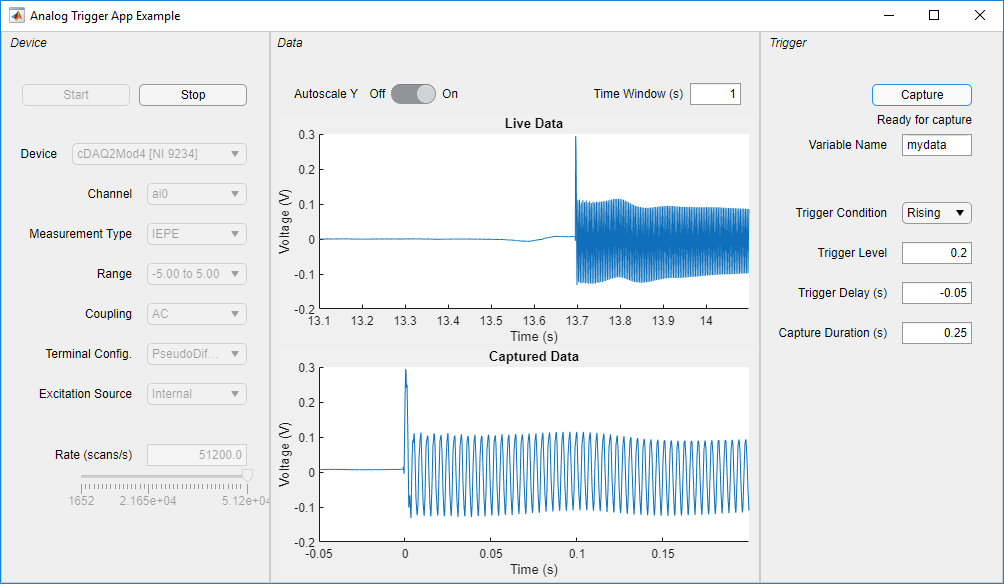 Analog Trigger App Example
Device
Start
Stop
Device
cDAQ2Mod4 [NI 9234]
Channel
ai0
Measurement Type
IEPE
Range
-5.00 to 5.00
Coupling
AC
Terminal Config.
PseudoDif...
Excitation Source
Internal
Rate (scans/s)
51200.0
1652
2.165e+04
5.12e+04
Data
Autoscale Y
Off
On
Time Window (s)
1
Live Data
Voltage (V)
0.3
0.2
0.1
0
-0.1
-0.2
13.1 13.2 13.3 13.4 13.5 13.6 13.7 13.8 13.9 14
Time (s)
Captured Data
Voltage (V)
0.3
0.2
0.1
0
-0.1
-0.2
-0.05 0 0.05 0.1 0.15
Time (s)
Trigger
Capture
Ready for capture
Variable Name
mydata
Trigger Condition
Rising
Trigger Level
0.2
Trigger Delay (s)
-0.05
Capture Duration (s)
0.25